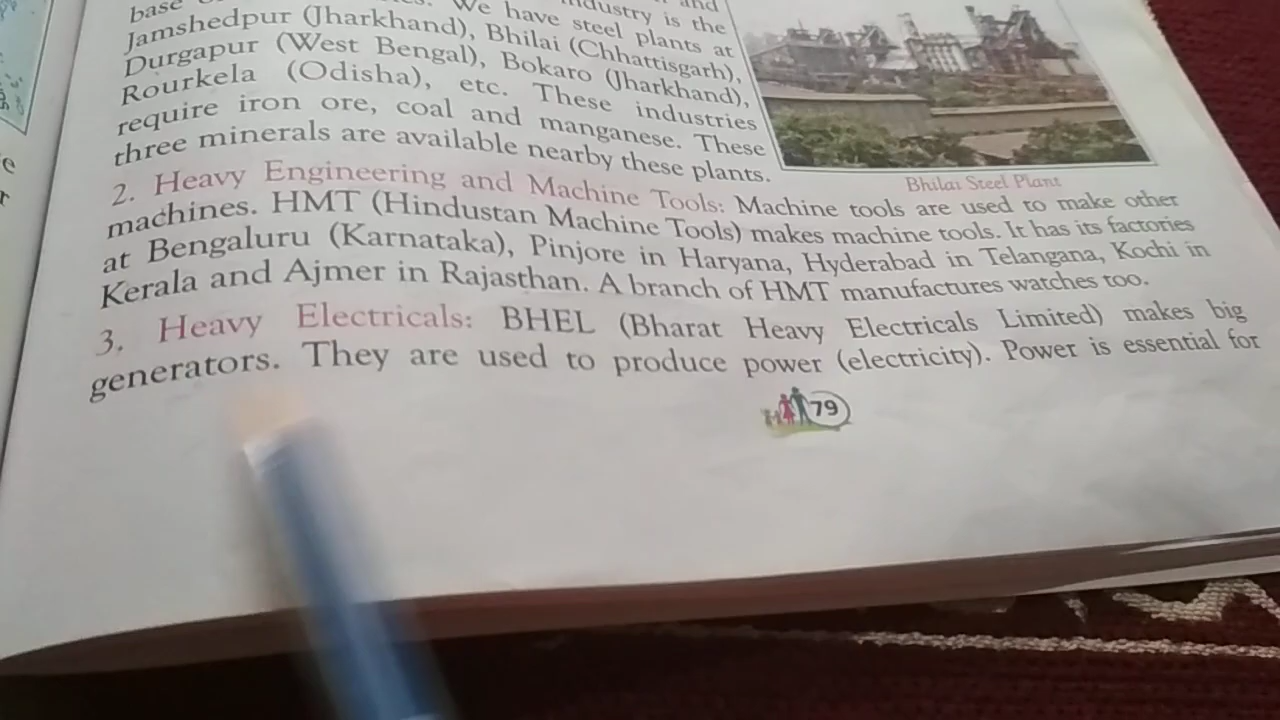 and
base
industry is the
We have steel plants at
Jamshedpur (Jharkhand), Bhilai (Chhattisgarh),
Durgapur (West Bengal), Bokaro (Jharkhand),
Rourkela (Odisha), etc. These industries
require iron ore, coal and manganese. These
three minerals are available nearby these plants.
Bhilai Steel Plant
2. Heavy Engineering and Machine Tools: Machine tools are used to make other
machines. HMT (Hindustan Machine Tools) makes machine tools. It has its factories
at Bengaluru (Karnataka), Pinjore in Haryana, Hyderabad in Telangana, Kochi in
Kerala and Ajmer in Rajasthan. A branch of HMT manufactures watches too.
3. Heavy Electricals: BHEL (Bharat Heavy Electricals Limited) makes big
generators. They are used to produce power (electricity). Power is essential for
79